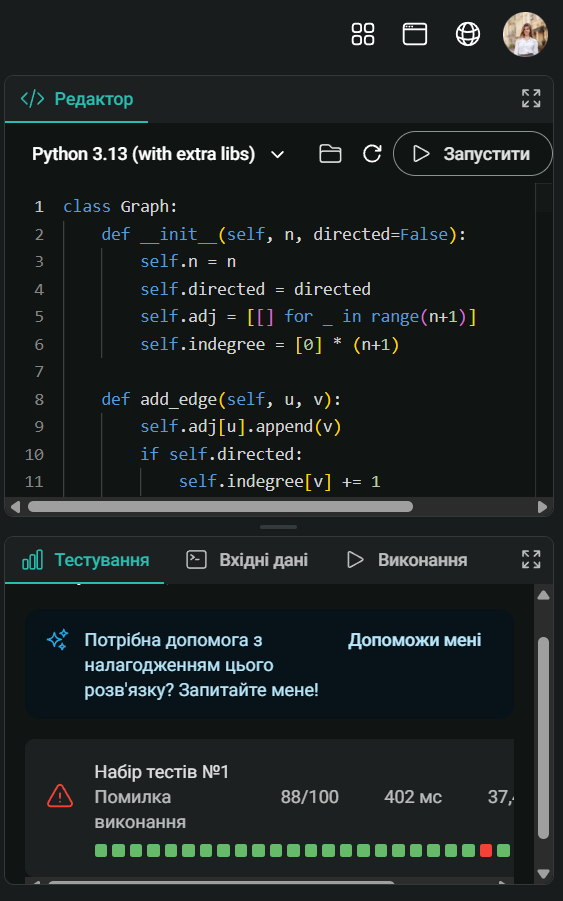 Редактор
Python 3.13 (with extra libs)
Запустити
1 class Graph:
2 def __init__(self, n, directed=False):
3 self.n = n
4 self.directed = directed
5 self.adj = [[] for _ in range(n+1)]
6 self.indegree = [0] * (n+1)
7
8 def add_edge(self, u, v):
9 self.adj[u].append(v)
10 if self.directed:
11 self.indegree[v] += 1
Тестування
Вхідні дані
Виконання
Потрібна допомога з
налагодженням цього
розв'язку? Запитайте мене!
Допоможи мені
Набір тестів №1
Помилка
виконання
88/100
402 мс
37,